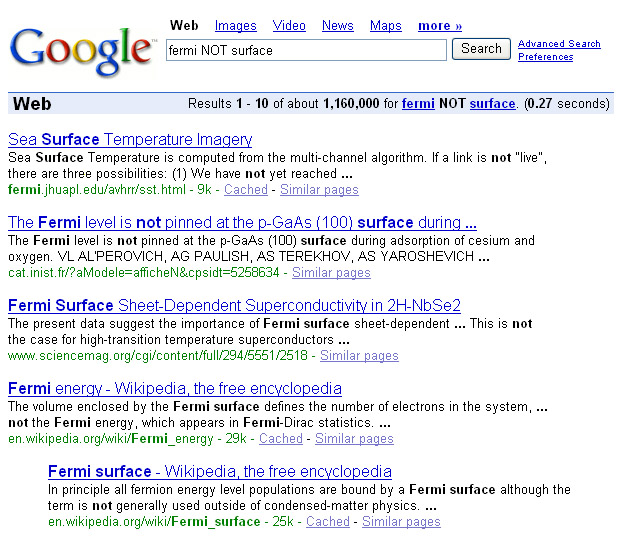 Web Images Video News Maps more »
Google™
fermi NOT surface Search Advanced Search
Preferences
Web Results 1 - 10 of about 1,160,000 for fermi NOT surface. (0.27 seconds)
Sea Surface Temperature Imagery
Sea Surface Temperature is computed from the multi-channel algorithm. If a link is not "live",
there are three possibilities: (1) We have not yet reached ...
fermi.jhuapl.edu/avhrr/sst.html - 9k - Cached - Similar pages
The Fermi level is not pinned at the p-GaAs (100) surface during ...
The Fermi level is not pinned at the p-GaAs (100) surface during adsorption of cesium and
oxygen. VL AL'PEROVICH, AG PAULISH, AS TEREKHOV, AS YAROSHEVICH ...
cat.inist.fr/?aModele=afficheN&cpsidt=5258634 - Similar pages
Fermi Surface Sheet-Dependent Superconductivity in 2H-NbSe2
The present data suggest the importance of Fermi surface sheet-dependent ... This is not
the case for high-transition temperature superconductors ...
www.sciencemag.org/cgi/content/full/294/5551/2518 - Similar pages
Fermi energy - Wikipedia, the free encyclopedia
The volume enclosed by the Fermi surface defines the number of electrons in the system, ...
not the Fermi energy, which appears in Fermi-Dirac statistics. ...
en.wikipedia.org/wiki/Fermi_energy - 29k - Cached - Similar pages
Fermi surface - Wikipedia, the free encyclopedia
In principle all fermion energy level populations are bound by a Fermi surface although the
term is not generally used outside of condensed-matter physics. ...
en.wikipedia.org/wiki/Fermi_surface - 25k - Cached - Similar pages